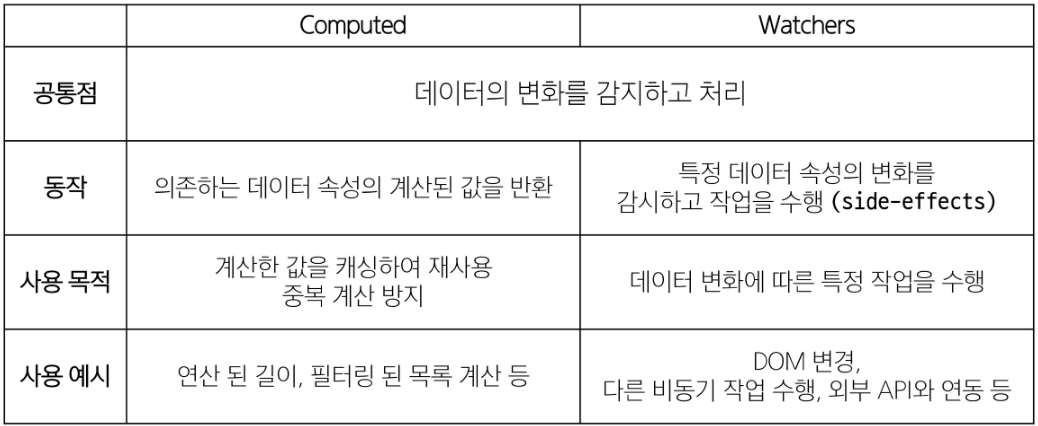 Computed
Watchers
공통점
데이터의 변화를 감지하고 처리
동작
의존하는 데이터 속성의 계산된 값을 반환
특정 데이터 속성의 변화를
감시하고 작업을 수행 (side-effects)
사용 목적
계산한 값을 캐싱하여 재사용
중복 계산 방지
데이터 변화에 따른 특정 작업을 수행
사용 예시
연산 된 길이, 필터링 된 목록 계산 등
DOM 변경,
다른 비동기 작업 수행, 외부 API와 연동 등